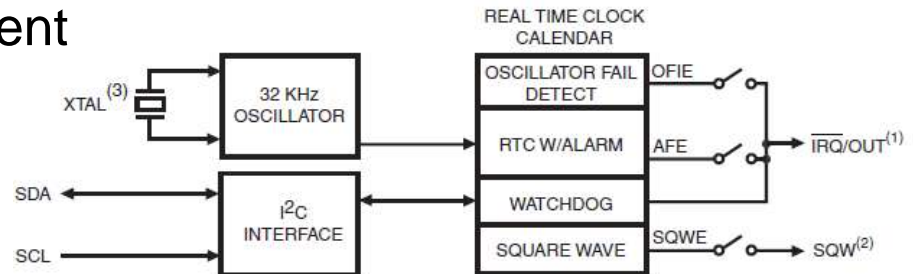 ent
REAL TIME CLOCK
CALENDAR
XTAL(3)
32 KHz
OSCILLATOR
OSCILLATOR FAIL
DETECT
OFIE
RTC W/ALARM
AFE
IRQ/OUT(1)
SDA
SCL
I2C
INTERFACE
WATCHDOG
SQUARE WAVE
SQWE
SQW(2)